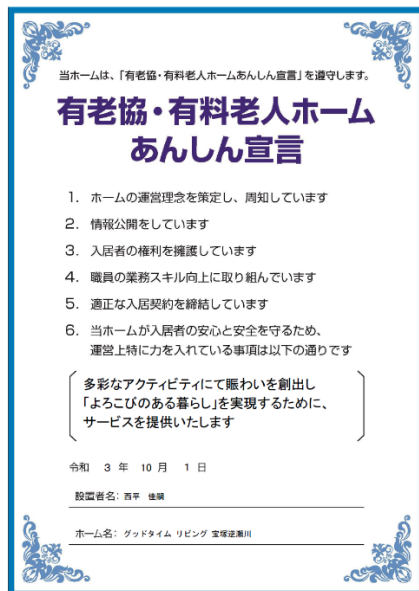 当ホームは、「有老協・有料老人ホームあんしん宣言」を遵守します。
有老協・有料老人ホーム
あんしん宣言
1. ホームの運営理念を策定し、周知しています
2. 情報公開をしています
3. 入居者の権利を擁護しています
4. 職員の業務スキル向上に取り組んでいます
5. 適正な入居契約を締結しています
6. 当ホームが入居者の安心と安全を守るため、
運営上特に力を入れている事項は以下の通りです
多彩なアクティビティにて賑わいを創出し
「よろこびのある暮らし」を実現するために、
サービスを提供いたします
令和 3 年 10 月 1 日
設置者名: 西平 佳嗣
ホーム名: グッドタイム リビング 宝塚逆瀬川